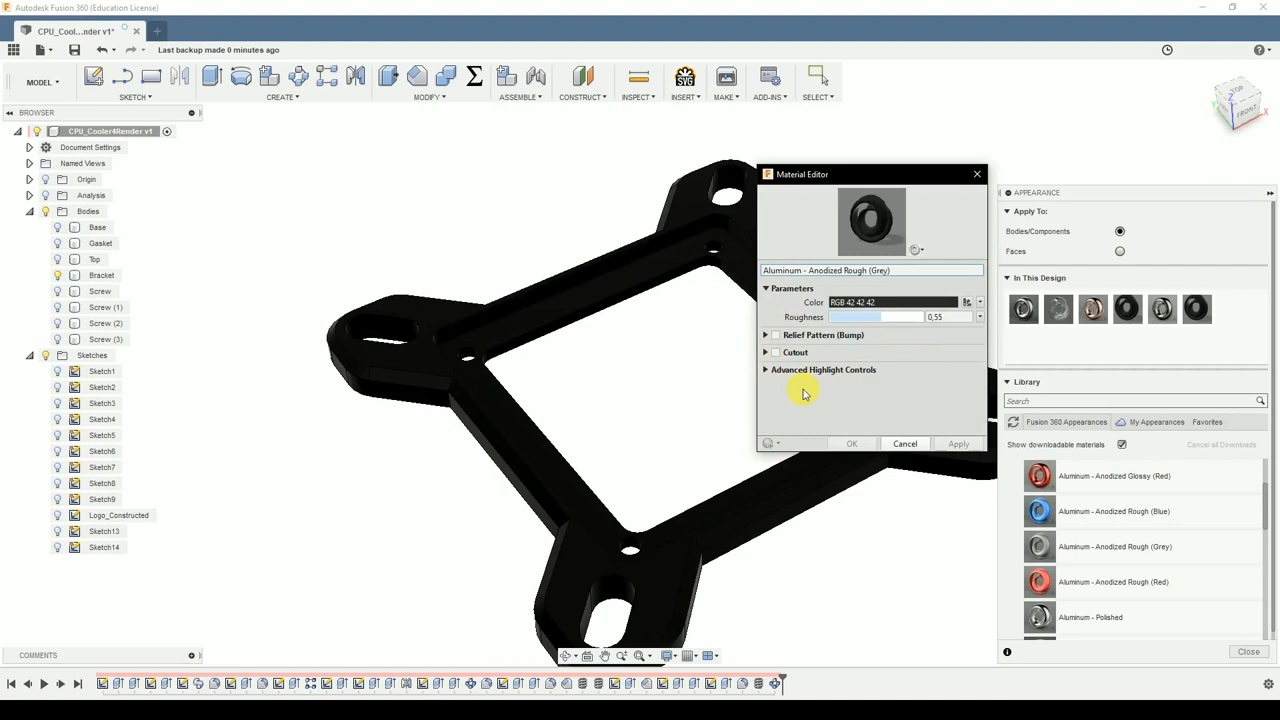 Autodesk Fusion 360 (Education License)
CPU_Cool...nder v1*
Last backup made 0 minutes ago
MODEL
SKETCH
CREATE
MODIFY
ASSEMBLE
CONSTRUCT
INSPECT
SVG
INSERT
MAKE
ADD-INS
SELECT
TOP
FRONT
Z
X
Y
BROWSER
CPU_Cooler4Render v1
Document Settings
Named Views
Origin
Analysis
Bodies
Base
Gasket
Top
Bracket
Screw
Screw (1)
Screw (2)
Screw (3)
Sketches
Sketch1
Sketch2
Sketch3
Sketch4
Sketch5
Sketch6
Sketch7
Sketch8
Sketch9
Logo_Constructed
Sketch13
Sketch14
Material Editor
Aluminum - Anodized Rough (Grey)
Parameters
Color RGB 42 42 42
Roughness 0,55
Relief Pattern (Bump)
Cutout
Advanced Highlight Controls
OK Cancel Apply
APPEARANCE
Apply To:
Bodies/Components
Faces
In This Design
Library
Search
Fusion 360 Appearances My Appearances Favorites
Show downloadable materials Cancel all Downloads
Aluminum - Anodized Glossy (Red)
Aluminum - Anodized Rough (Blue)
Aluminum - Anodized Rough (Grey)
Aluminum - Anodized Rough (Red)
Aluminum - Polished
Close
COMMENTS